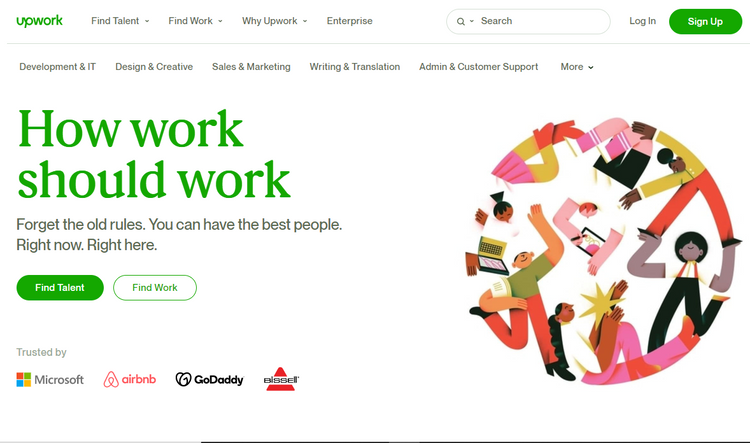 upwork Find Talent Find Work Why Upwork Enterprise Search Log In Sign Up
Development & IT Design & Creative Sales & Marketing Writing & Translation Admin & Customer Support More
How work
should work
Forget the old rules. You can have the best people.
Right now. Right here.
Find Talent Find Work
Trusted by
Microsoft airbnb GoDaddy BISSELL